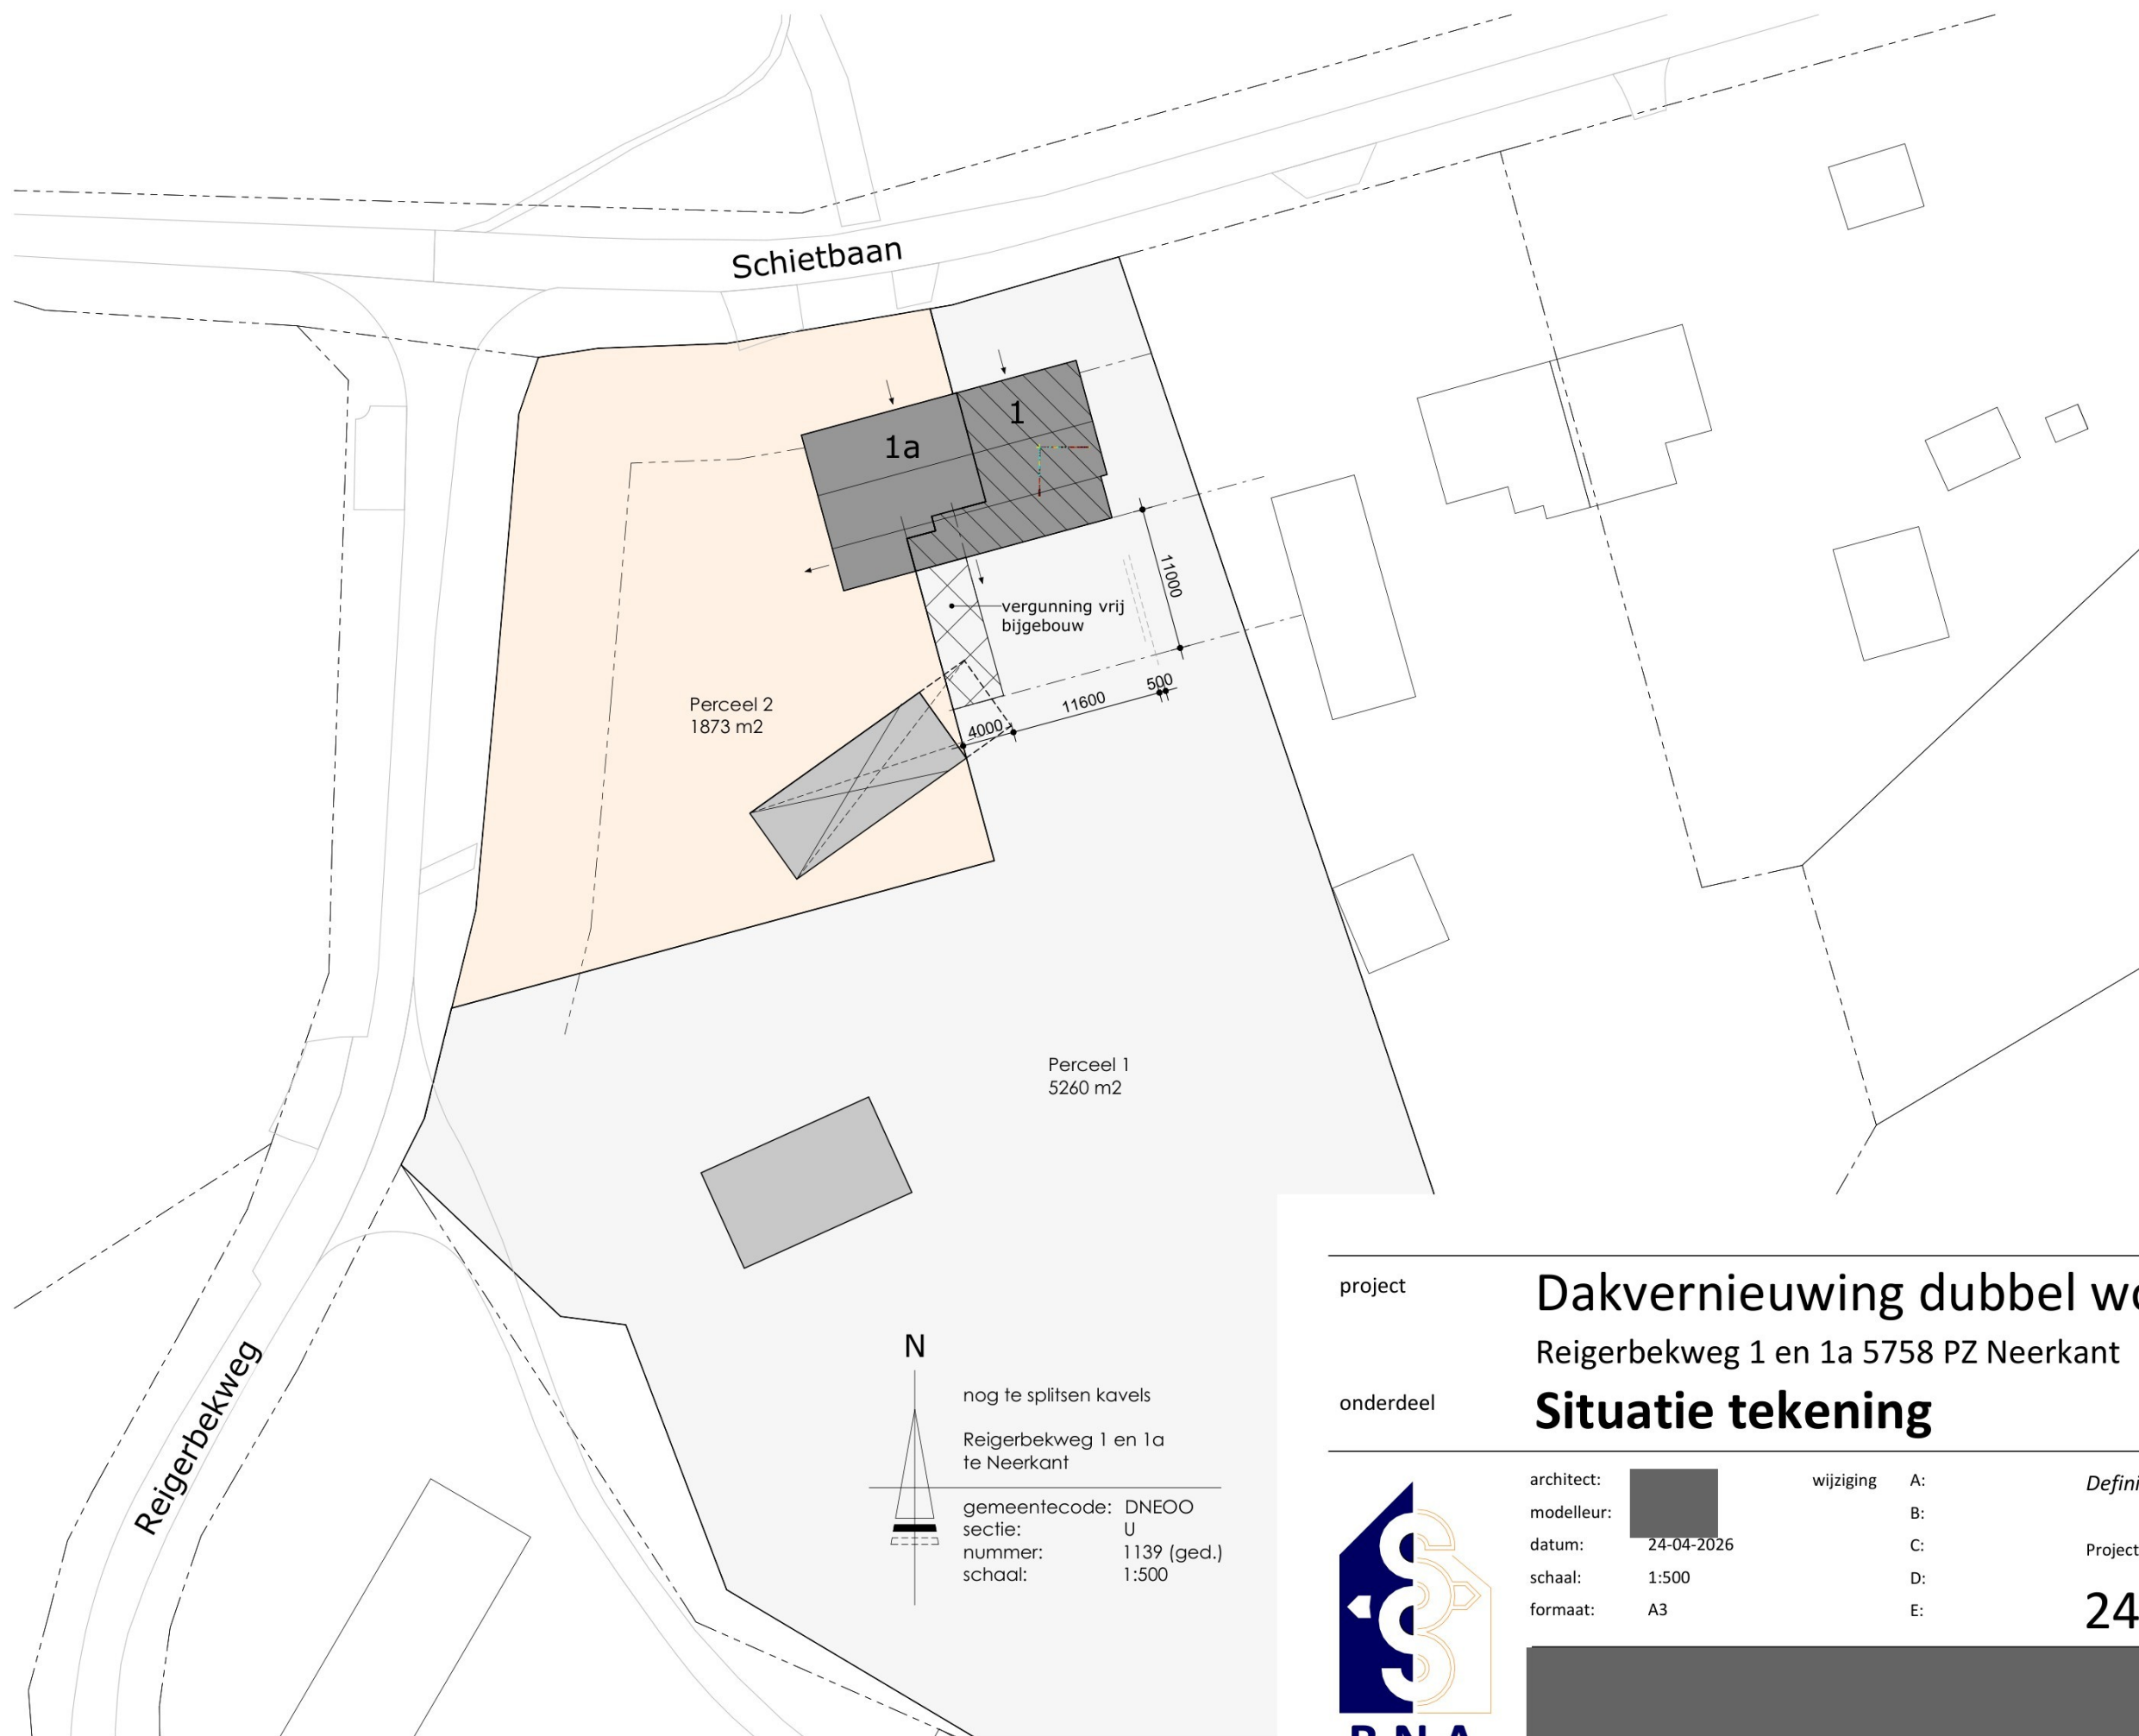 Schietbaan
1
1a
11000
vergunning vrij
bijgebouw
500
11600
4000
Perceel 2
1873 m2
Perceel 1
5260 m2
Reigerbekweg
N
nog te splitsen kavels
Reigerbekweg 1 en 1a
te Neerkant
gemeentecode: DNEOO
sectie: U
nummer: 1139 (ged.)
schaal: 1:500
project Dakvernieuwing dubbel
Reigerbekweg 1 en 1a 5758 PZ Neerkant
onderdeel Situatie tekening
architect: wijziging A:
modelleur: B:
datum: 24-04-2026 C: Project
schaal: 1:500 D:
formaat: A3 E: 24
BNA